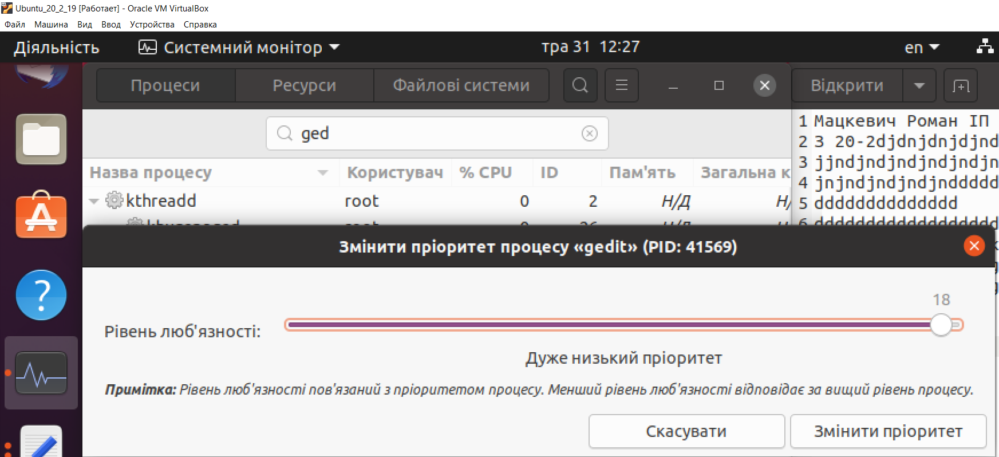 Ubuntu_20_2_19 [Работает] - Oracle VM VirtualBox
Файл Машина Вид Ввод Устройства Справка
Діяльність Системний монітор тра 31 12:27 en
Процеси Ресурси Файлові системи Відкрити
ged
Назва процесу Користувач % CPU ID Пам'ять Загальна к
kthreadd root 0 2 Н/Д Н/
1 Мацкевич Роман ІП
2 З 20-2djdnjdnjdjnd
3 jjndjndjndjndjndjn
4 jnjndjndjndjnddddd
5 dddddddddddddd
6 dddddddddddddddddd
Змінити пріоритет процесу «gedit» (PID: 41569)
18
Рівень люб'язності:
Дуже низький пріоритет
Примітка: Рівень люб'язності пов'язаний з пріоритетом процесу. Менший рівень люб'язності відповідає за вищий рівень процесу.
Скасувати Змінити пріоритет